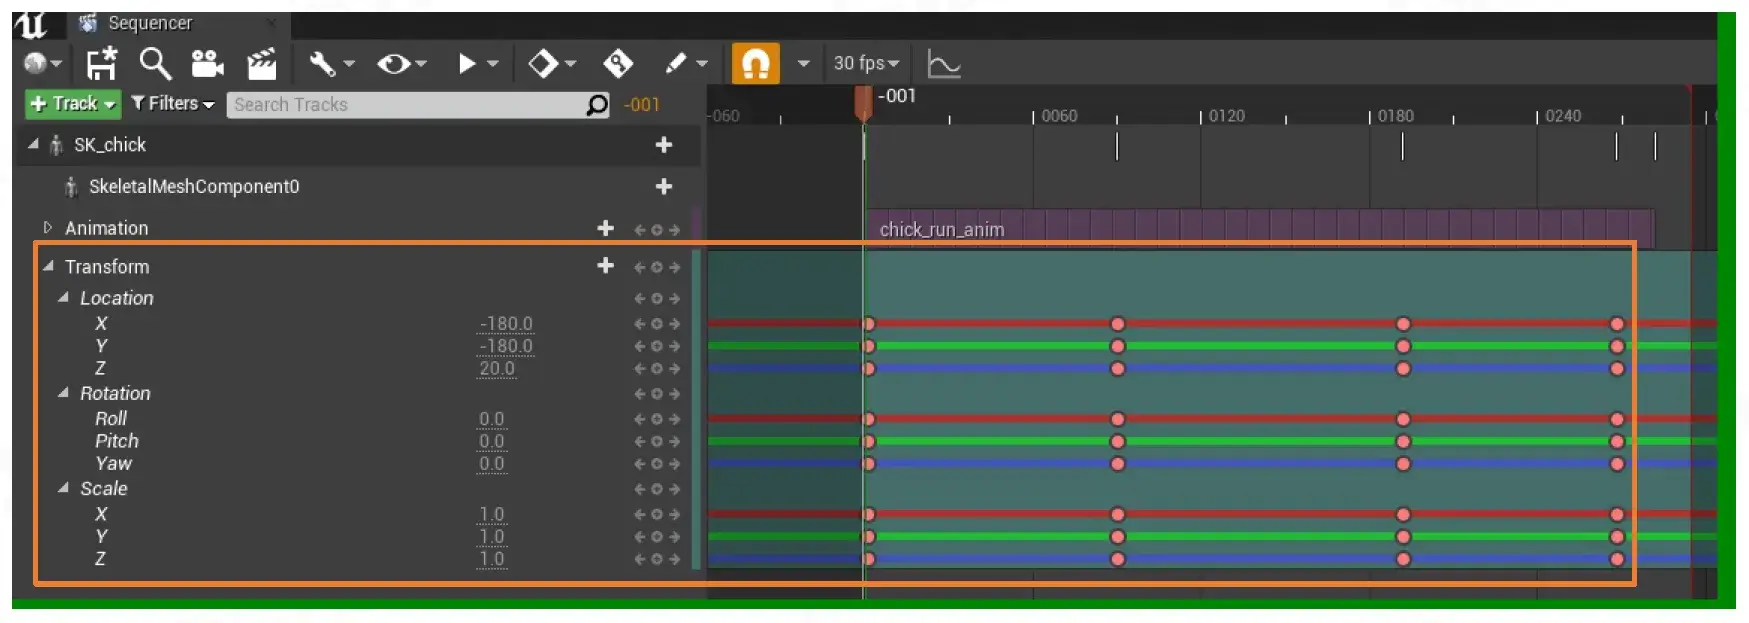 Sequencer
30 fps
+ Track Filters Search Tracks -001
-001
-060 0060 0120 0180 0240
SK_chick
SkeletalMeshComponent0
Animation
chick_run_anim
Transform
Location
X -180.0
Y -180.0
Z 20.0
Rotation
Roll 0.0
Pitch 0.0
Yaw 0.0
Scale
X 1.0
Y 1.0
Z 1.0